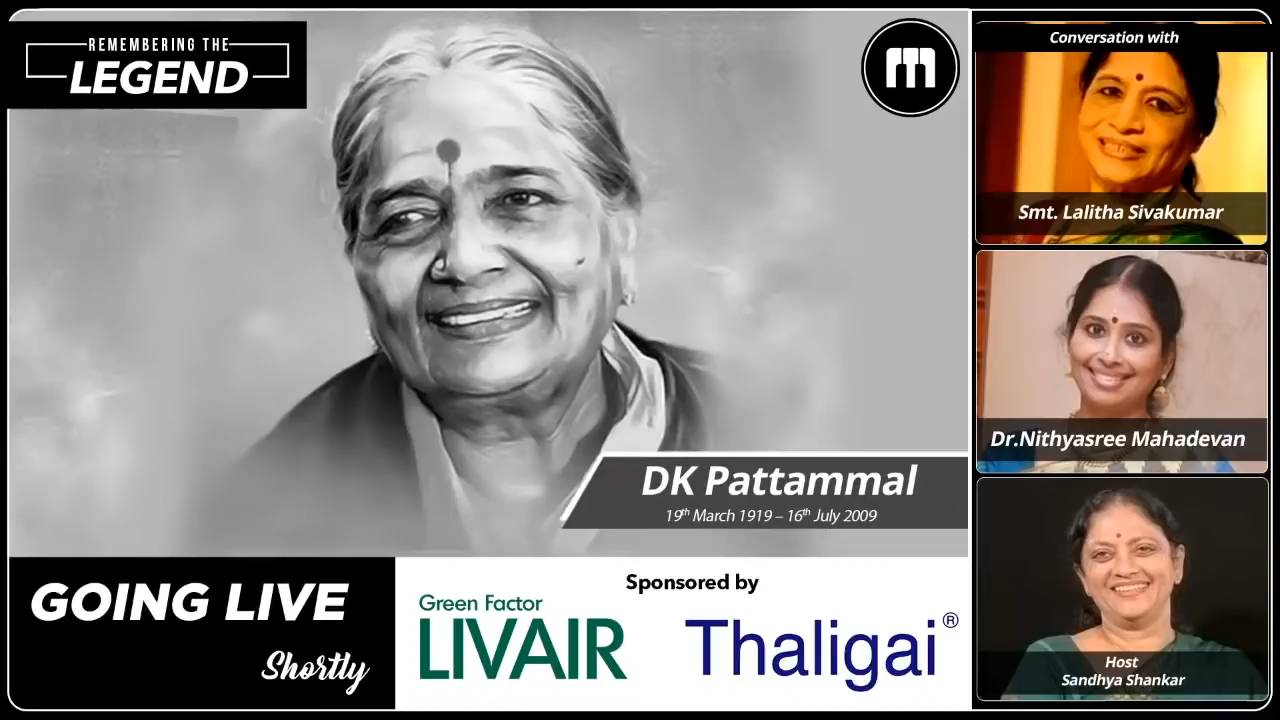 REMEMBERING THE
LEGEND
m
DK Pattammal
19th March 1919 – 16th July 2009
GOING LIVE
Shortly
Sponsored by
Green Factor
LIVAIR
Thaligai®
Conversation with
Smt. Lalitha Sivakumar
Dr.Nithyasree Mahadevan
Host
Sandhya Shankar